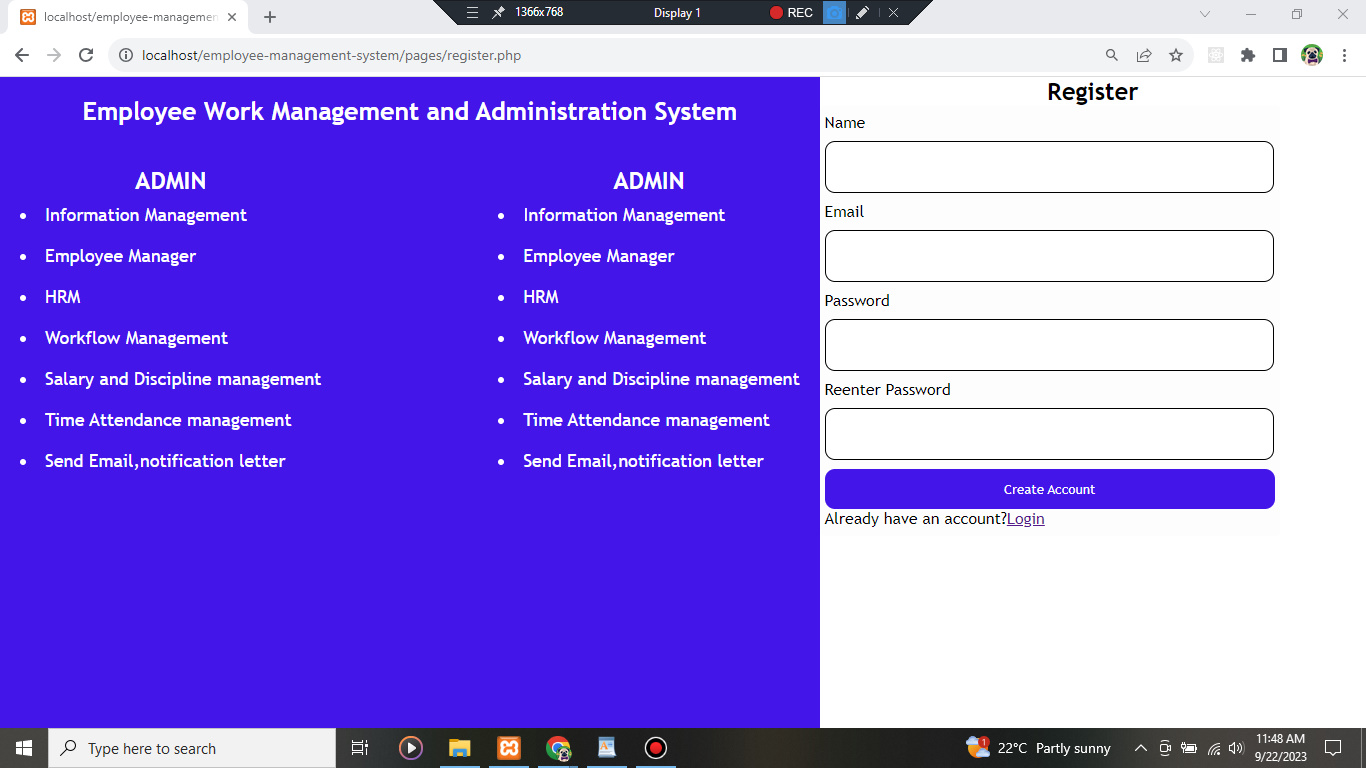 localhost/employee-managemen
1366x768
Display 1
REC
localhost/employee-management-system/pages/register.php
Employee Work Management and Administration System
ADMIN
Information Management
Employee Manager
HRM
Workflow Management
Salary and Discipline management
Time Attendance management
Send Email,notification letter
ADMIN
Information Management
Employee Manager
HRM
Workflow Management
Salary and Discipline management
Time Attendance management
Send Email,notification letter
Register
Name
Email
Password
Reenter Password
Create Account
Already have an account?Login
Type here to search
1
22°C Partly sunny
11:48 AM
9/22/2023